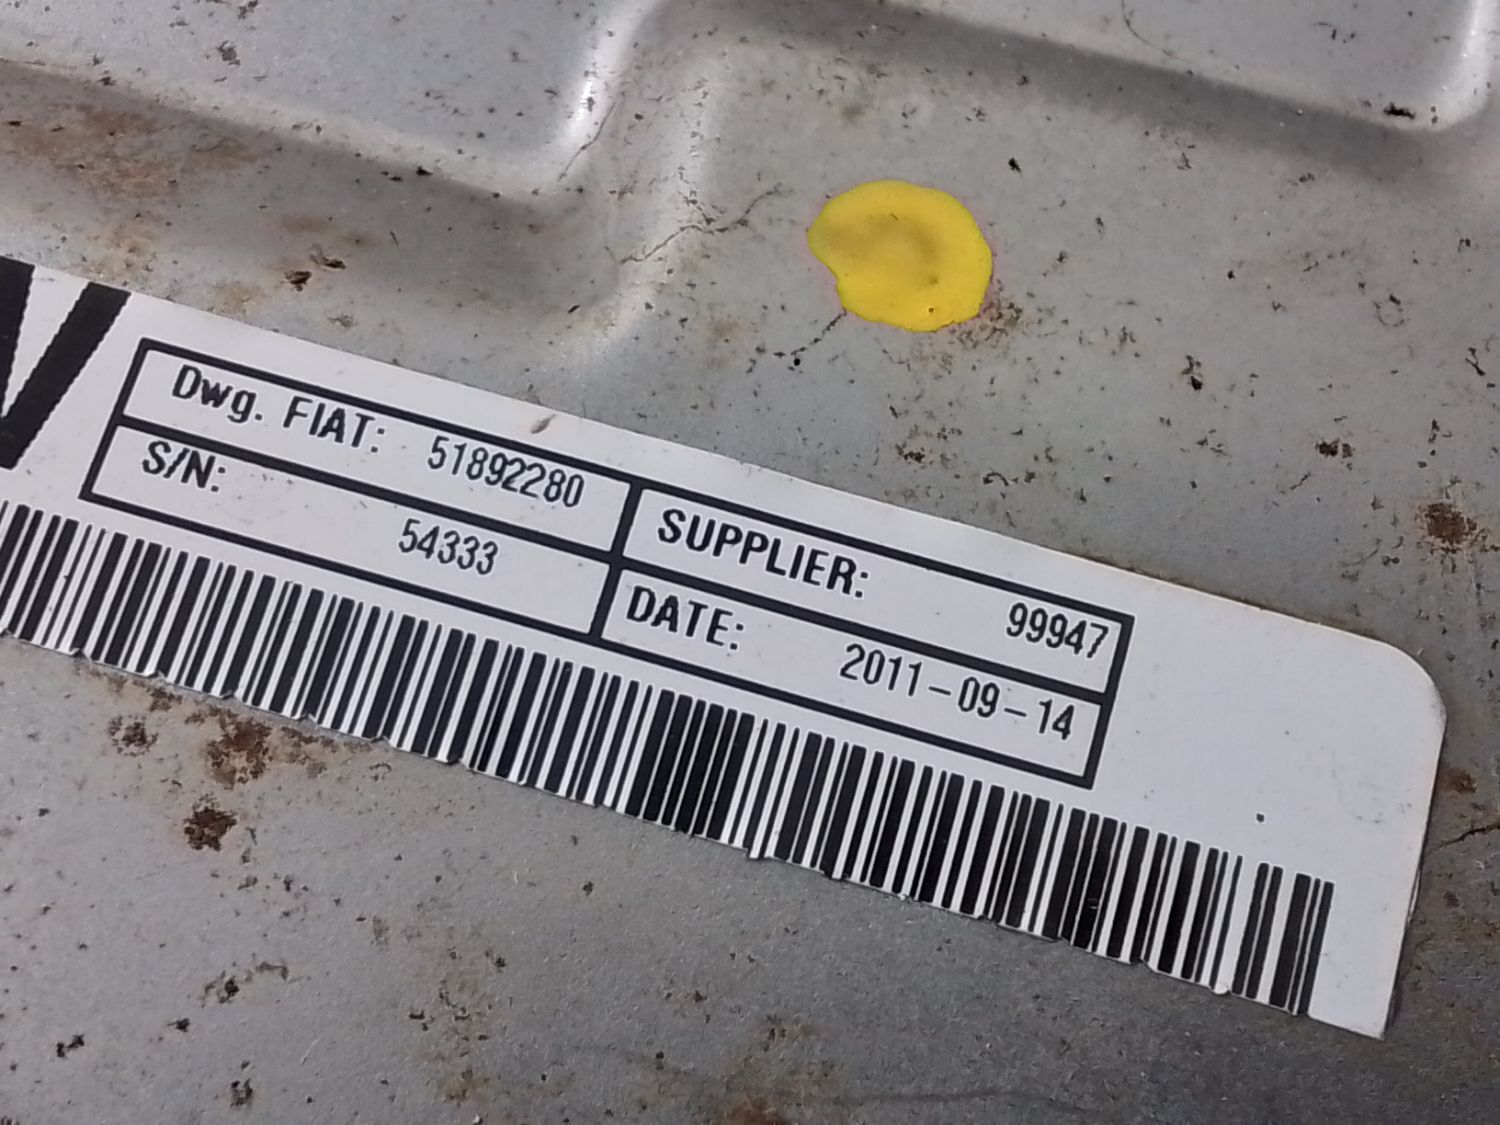 Dwg. FIAT: 51892280
S/N: 54333
SUPPLIER: 99947
DATE: 2011-09-14